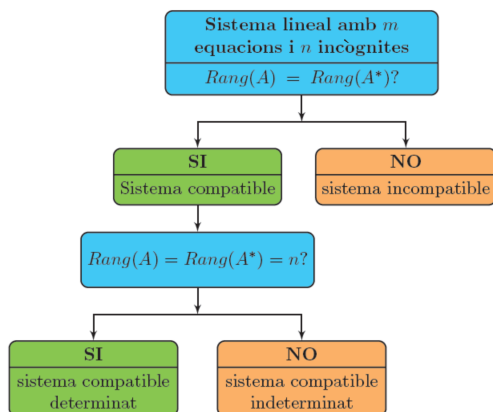 Sistema lineal amb m
equacions i n incògnites
Rang(A) = Rang(A*)?
SI
Sistema compatible
NO
sistema incompatible
Rang(A) = Rang(A*) = n?
SI
sistema compatible
determinat
NO
sistema compatible
indeterminat